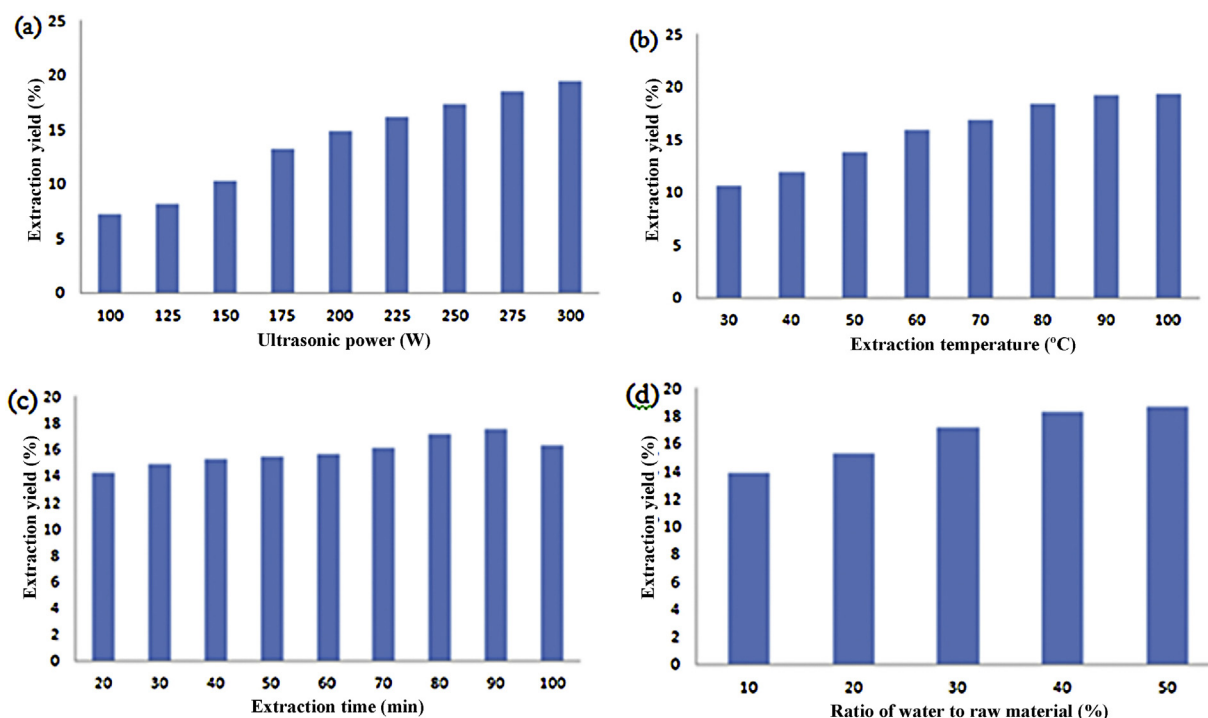 (a)
Extraction yield (%)
25
20
15
10
5
0
100 125 150 175 200 225 250 275 300
Ultrasonic power (W)
(b)
Extraction yield (%)
25
20
15
10
5
0
30 40 50 60 70 80 90 100
Extraction temperature (ºC)
(c)
Extraction yield (%)
20
18
16
14
12
10
8
6
4
2
0
20 30 40 50 60 70 80 90 100
Extraction time (min)
(d)
Extraction yield (%)
20
18
16
14
12
10
8
6
4
2
0
10 20 30 40 50
Ratio of water to raw material (%)